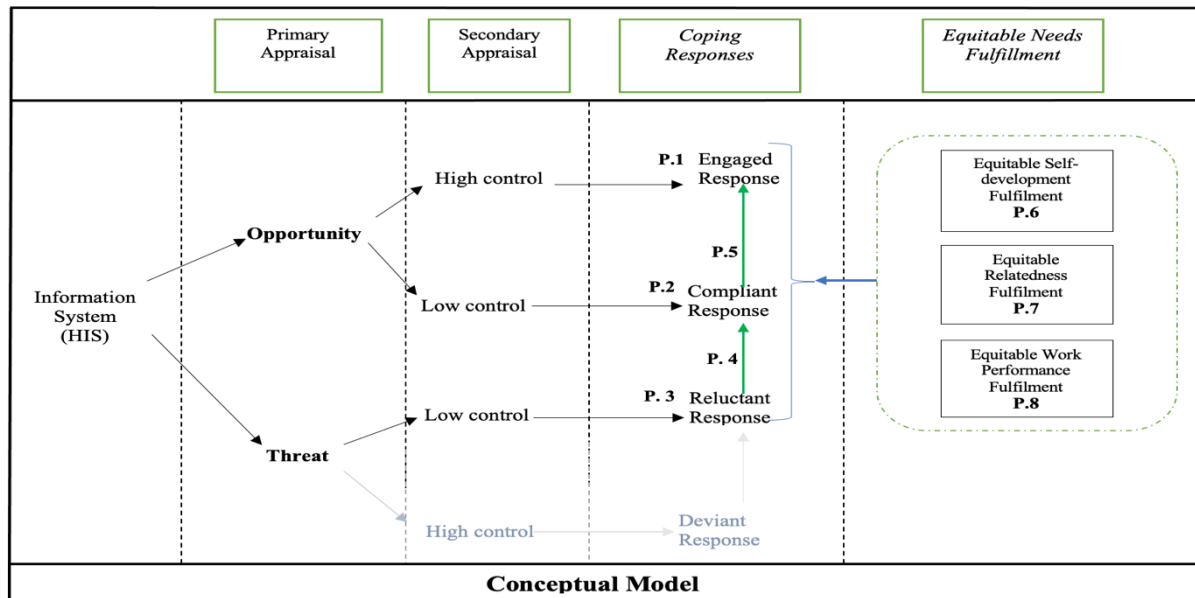 Primary
Appraisal
Secondary
Appraisal
Coping
Responses
Equitable Needs
Fulfillment
Information
System
(HIS)
Opportunity
Threat
High control
Low control
Low control
High control
P.1 Engaged
Response
P.5
P.2 Compliant
Response
P. 4
P. 3 Reluctant
Response
Deviant
Response
Equitable Self-
development
Fulfilment
P.6
Equitable
Relatedness
Fulfilment
P.7
Equitable Work
Performance
Fulfilment
P.8
Conceptual Model